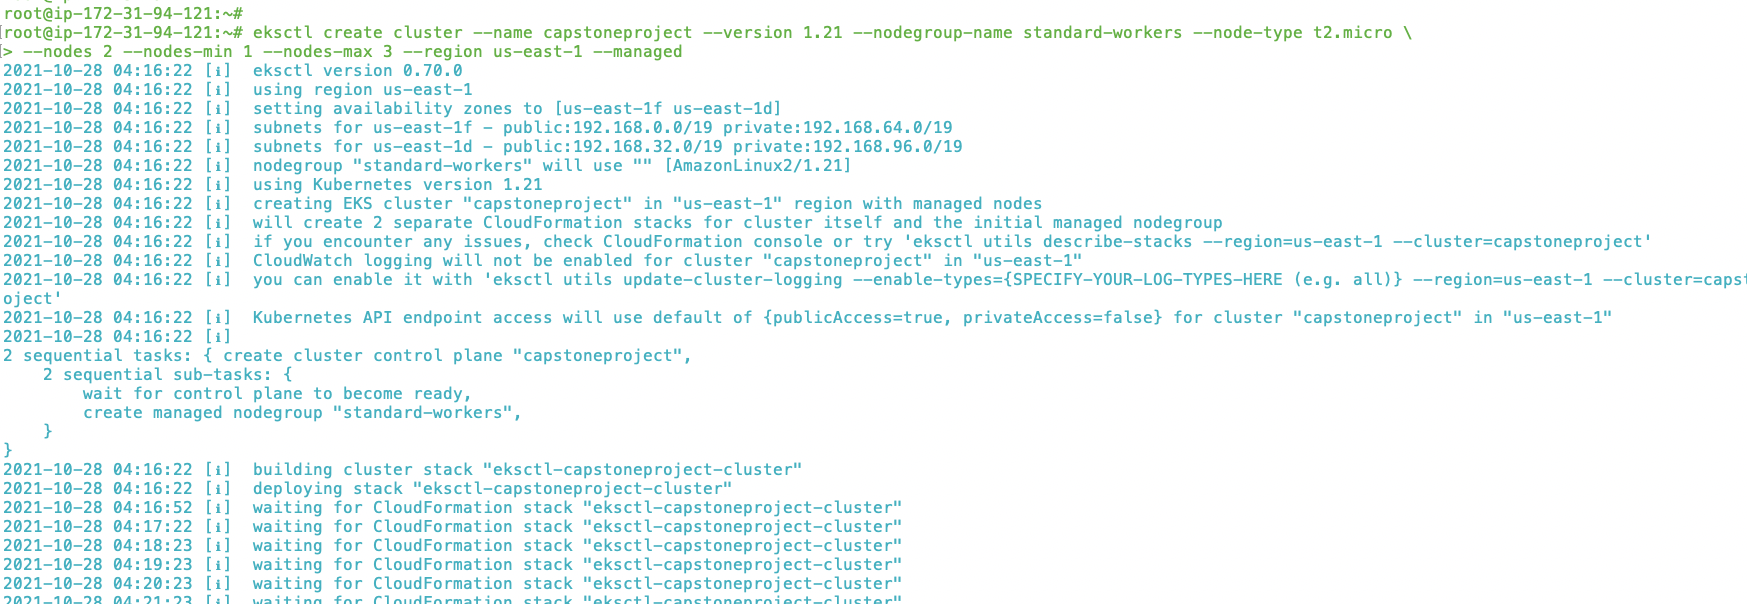 root@ip-172-31-94-121:~#
[root@ip-172-31-94-121:~# eksctl create cluster --name capstoneproject --version 1.21 --nodegroup-name standard-workers --node-type t2.micro \
[> --nodes 2 --nodes-min 1 --nodes-max 3 --region us-east-1 --managed
2021-10-28 04:16:22 [ℹ]  eksctl version 0.70.0
2021-10-28 04:16:22 [ℹ]  using region us-east-1
2021-10-28 04:16:22 [ℹ]  setting availability zones to [us-east-1f us-east-1d]
2021-10-28 04:16:22 [ℹ]  subnets for us-east-1f - public:192.168.0.0/19 private:192.168.64.0/19
2021-10-28 04:16:22 [ℹ]  subnets for us-east-1d - public:192.168.32.0/19 private:192.168.96.0/19
2021-10-28 04:16:22 [ℹ]  nodegroup "standard-workers" will use "" [AmazonLinux2/1.21]
2021-10-28 04:16:22 [ℹ]  using Kubernetes version 1.21
2021-10-28 04:16:22 [ℹ]  creating EKS cluster "capstoneproject" in "us-east-1" region with managed nodes
2021-10-28 04:16:22 [ℹ]  will create 2 separate CloudFormation stacks for cluster itself and the initial managed nodegroup
2021-10-28 04:16:22 [ℹ]  if you encounter any issues, check CloudFormation console or try 'eksctl utils describe-stacks --region=us-east-1 --cluster=capstoneproject'
2021-10-28 04:16:22 [ℹ]  CloudWatch logging will not be enabled for cluster "capstoneproject" in "us-east-1"
2021-10-28 04:16:22 [ℹ]  you can enable it with 'eksctl utils update-cluster-logging --enable-types={SPECIFY-YOUR-LOG-TYPES-HERE (e.g. all)} --region=us-east-1 --cluster=capst
oject'
2021-10-28 04:16:22 [ℹ]  Kubernetes API endpoint access will use default of {publicAccess=true, privateAccess=false} for cluster "capstoneproject" in "us-east-1"
2021-10-28 04:16:22 [ℹ]
2 sequential tasks: { create cluster control plane "capstoneproject",
    2 sequential sub-tasks: {
        wait for control plane to become ready,
        create managed nodegroup "standard-workers",
    }
}
2021-10-28 04:16:22 [ℹ]  building cluster stack "eksctl-capstoneproject-cluster"
2021-10-28 04:16:22 [ℹ]  deploying stack "eksctl-capstoneproject-cluster"
2021-10-28 04:16:52 [ℹ]  waiting for CloudFormation stack "eksctl-capstoneproject-cluster"
2021-10-28 04:17:22 [ℹ]  waiting for CloudFormation stack "eksctl-capstoneproject-cluster"
2021-10-28 04:18:23 [ℹ]  waiting for CloudFormation stack "eksctl-capstoneproject-cluster"
2021-10-28 04:19:23 [ℹ]  waiting for CloudFormation stack "eksctl-capstoneproject-cluster"
2021-10-28 04:20:23 [ℹ]  waiting for CloudFormation stack "eksctl-capstoneproject-cluster"
2021-10-28 04:21:23 [ℹ]  waiting for CloudFormation stack "eksctl-capstoneproject-cluster"